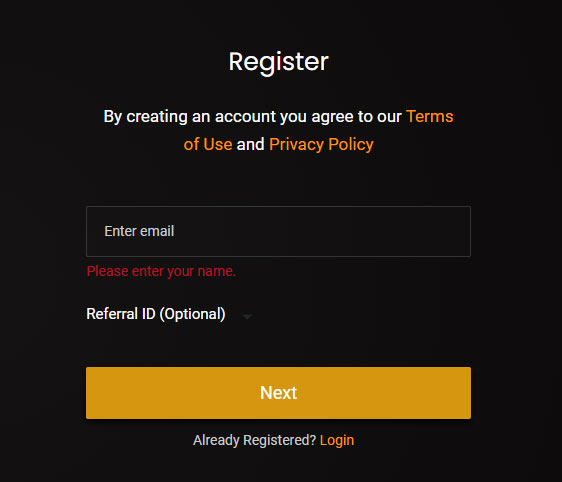 Register
By creating an account you agree to our Terms
of Use and Privacy Policy
Enter email
Please enter your name.
Referral ID (Optional)
Next
Already Registered? Login